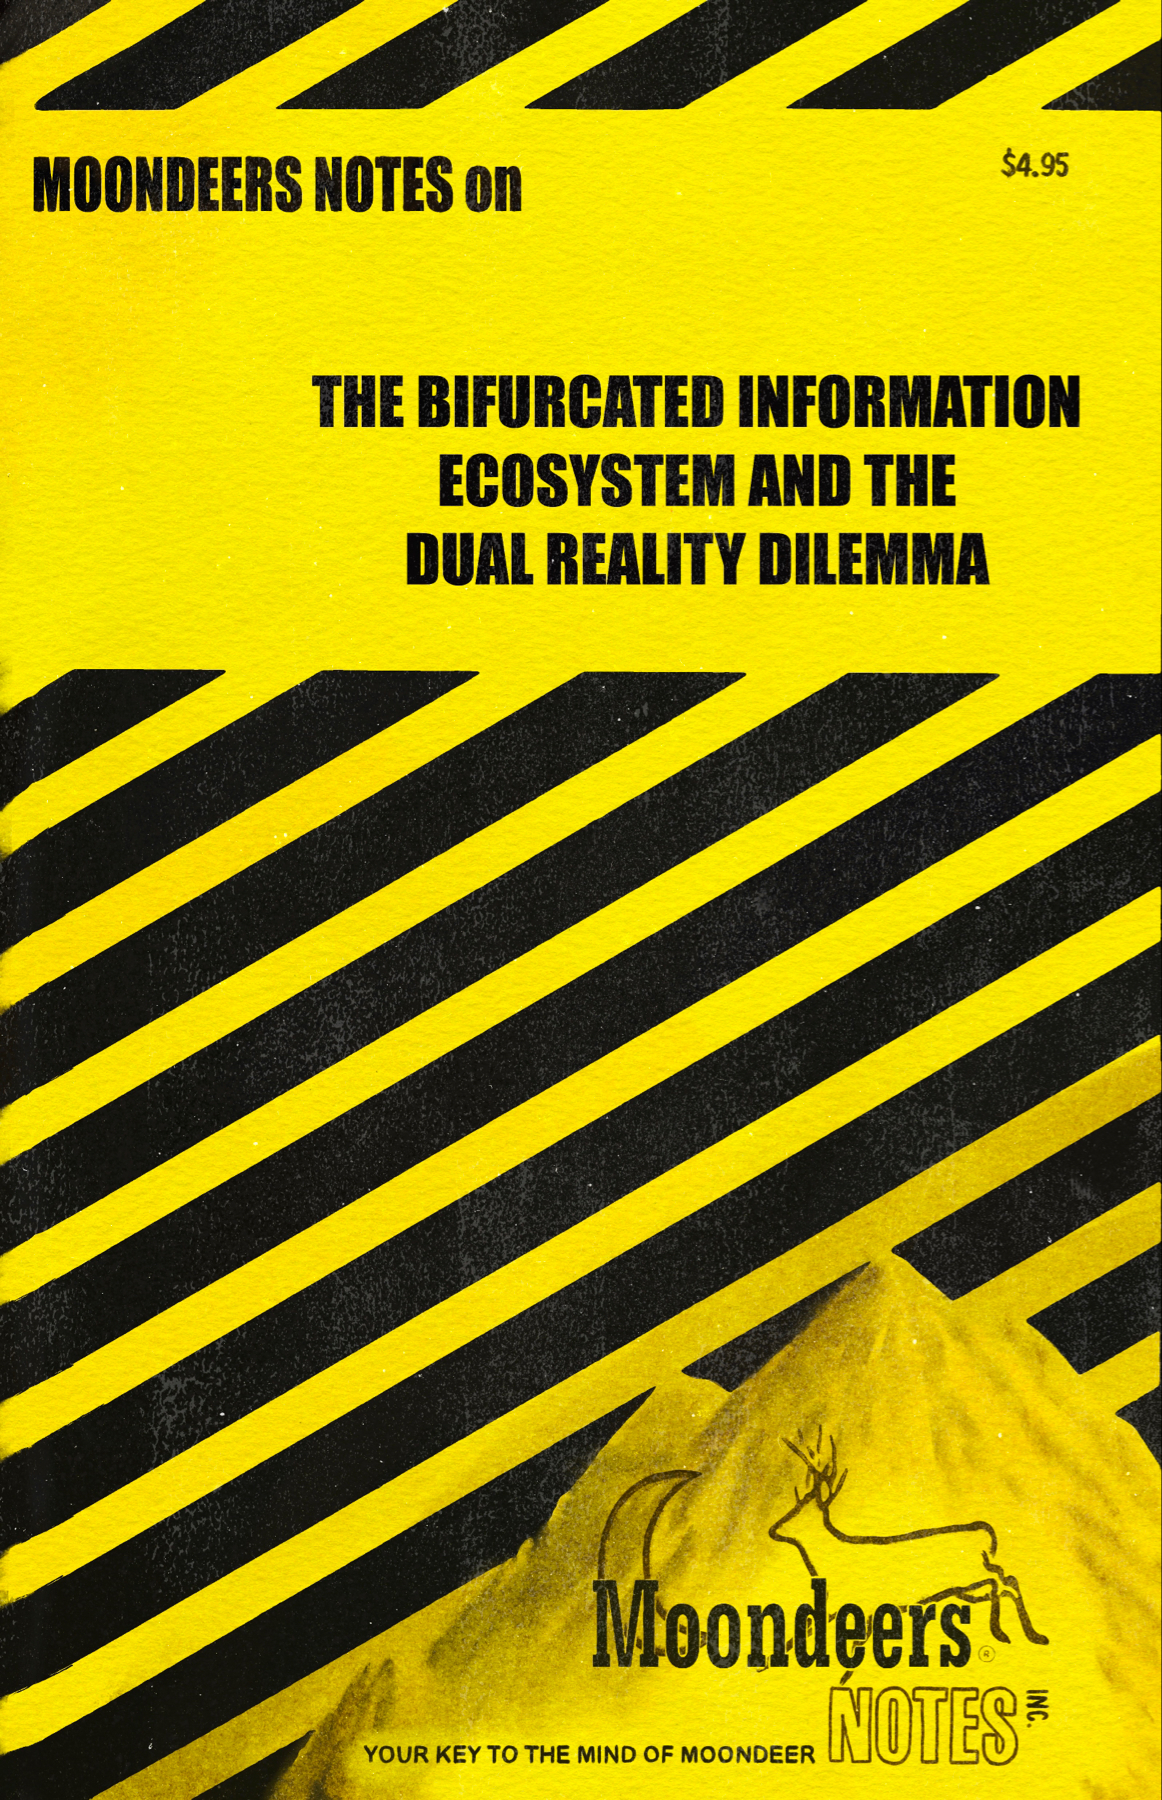 MOONDEERS NOTES on
$4.95
THE BIFURCATED INFORMATION
ECOSYSTEM AND THE
DUAL REALITY DILEMMA
Moondeers®
NOTES INC.
YOUR KEY TO THE MIND OF MOONDEER